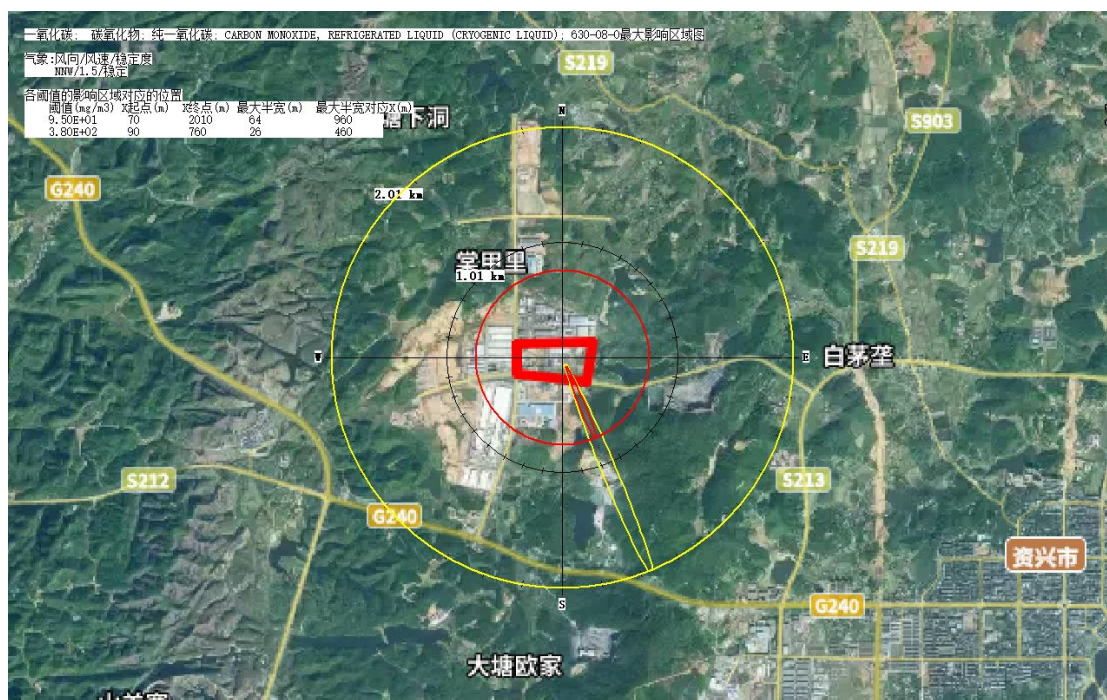 一氧化碳; 碳氧化物; 纯一氧化碳; CARBON MONOXIDE, REFRIGERATED LIQUID (CRYOGENIC LIQUID); 630-08-0最大影响区域图
气象:风向/风速/稳定度
NNW/1.5/稳定
各阈值的影响区域对应的位置
阈值(mg/m3) X起点(m) X终点(m) 最大半宽(m) 最大半宽对应X(m)
9.50E+01 70 2010 64 960
3.80E+02 90 760 26 460
S219
N
塘下洞
S903
G240
2.01 km
S219
堂甲里
1.01 km
W
E
白茅垄
S212
S213
G240
资兴市
S
G240
大塘欧家